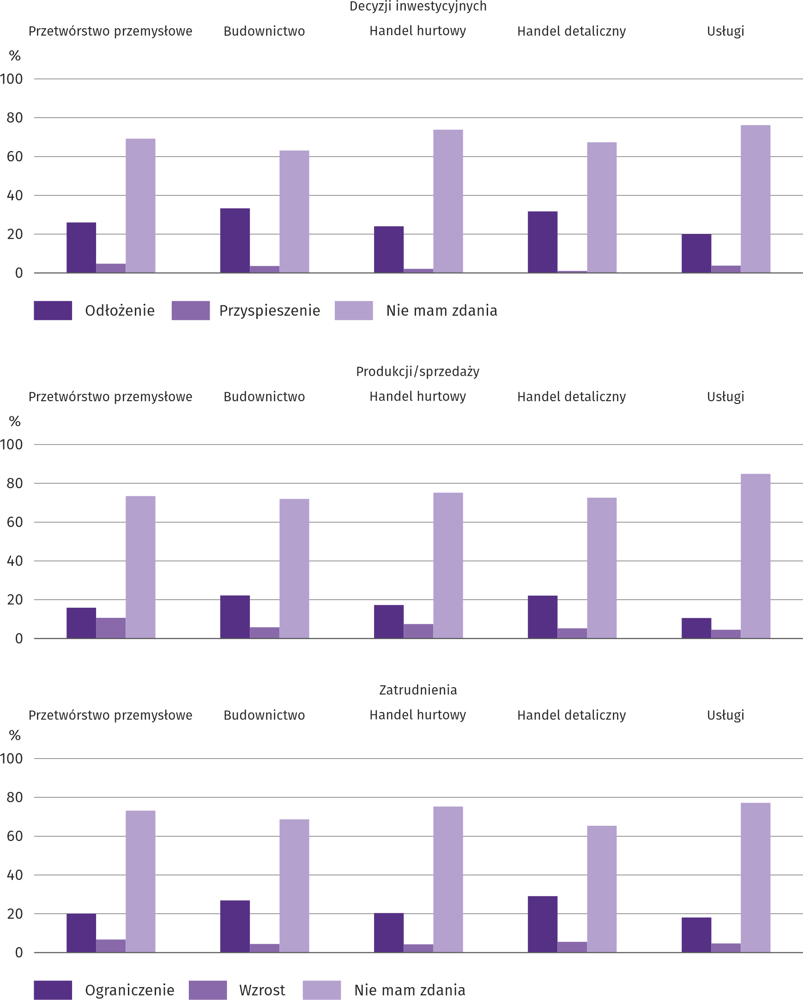 Decyzji inwestycyjnych
Przetwórstwo przemysłowe Budownictwo Handel hurtowy Handel detaliczny Usługi
%
100
80
60
40
20
0
Odłożenie Przyspieszenie Nie mam zdania
Produkcji/sprzedaży
Przetwórstwo przemysłowe Budownictwo Handel hurtowy Handel detaliczny Usługi
%
100
80
60
40
20
0
Zatrudnienia
Przetwórstwo przemysłowe Budownictwo Handel hurtowy Handel detaliczny Usługi
%
100
80
60
40
20
0
Ograniczenie Wzrost Nie mam zdania